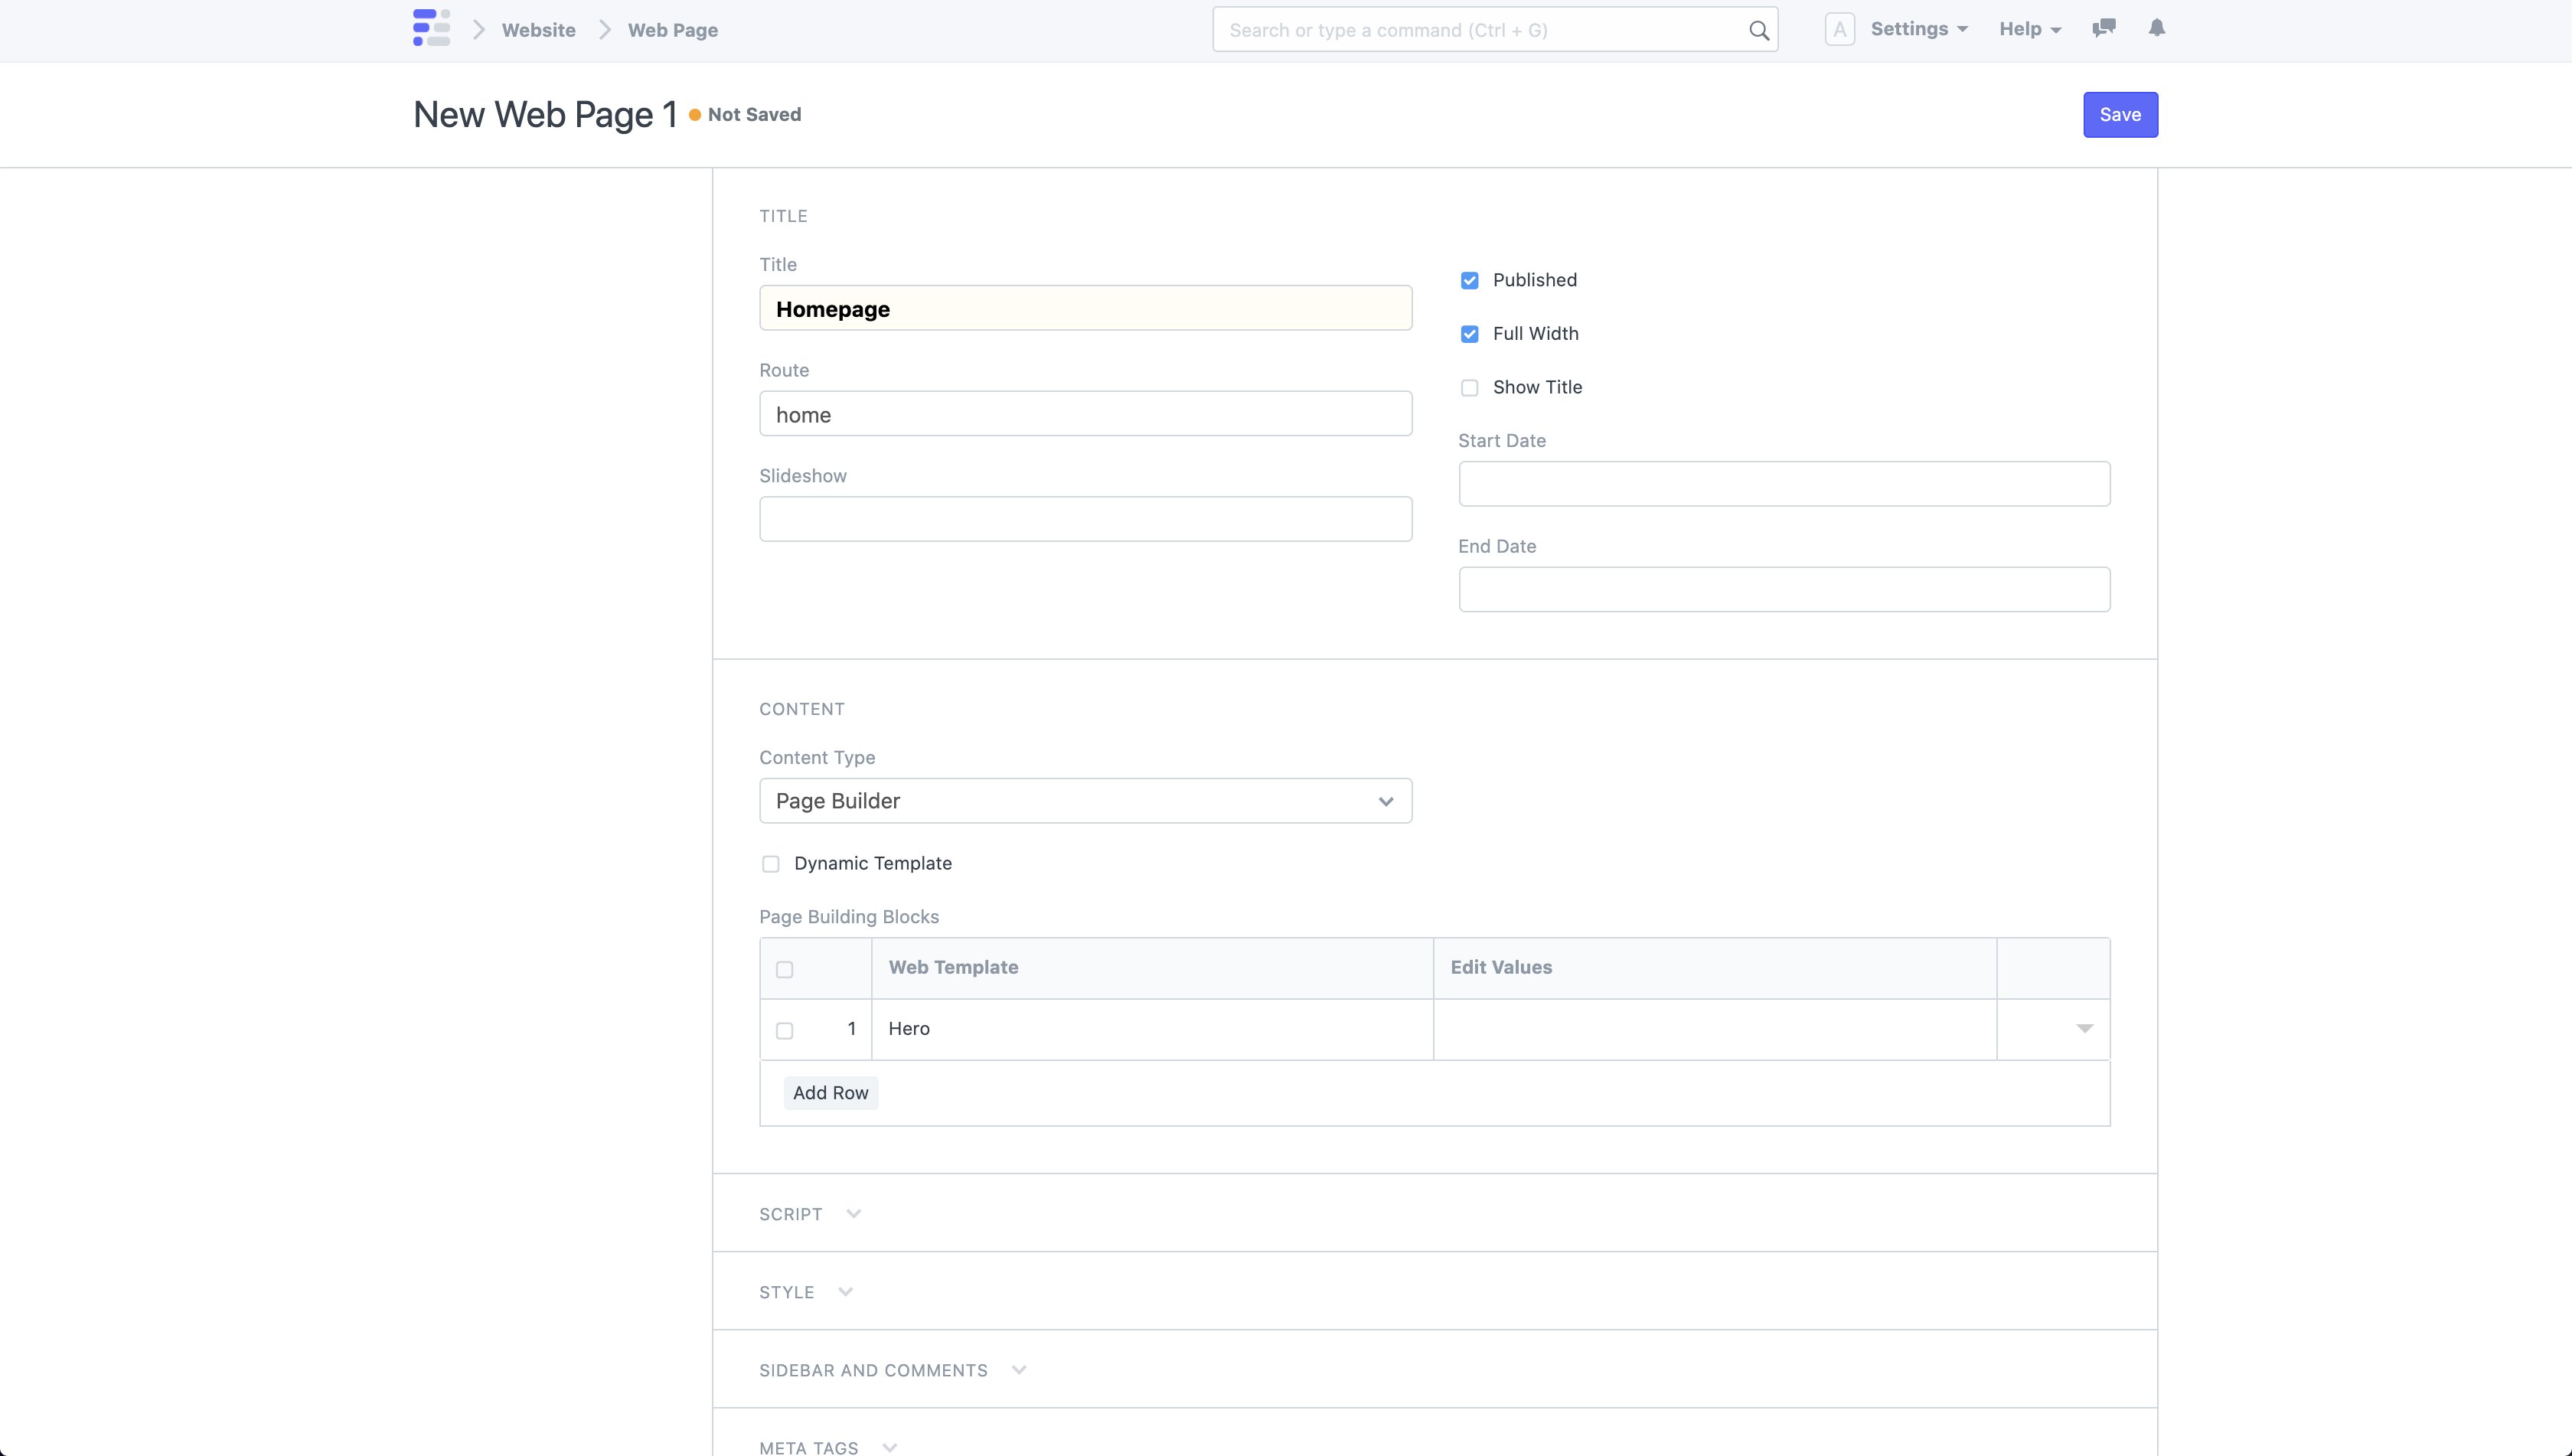 Website
Web Page
Search or type a command (Ctrl + G)
A
Settings
Help
New Web Page 1
Not Saved
Save
TITLE
Title
Homepage
Route
home
Slideshow
Published
Full Width
Show Title
Start Date
End Date
CONTENT
Content Type
Page Builder
Dynamic Template
Page Building Blocks
Web Template
Edit Values
1
Hero
Add Row
SCRIPT
STYLE
SIDEBAR AND COMMENTS
META TAGS